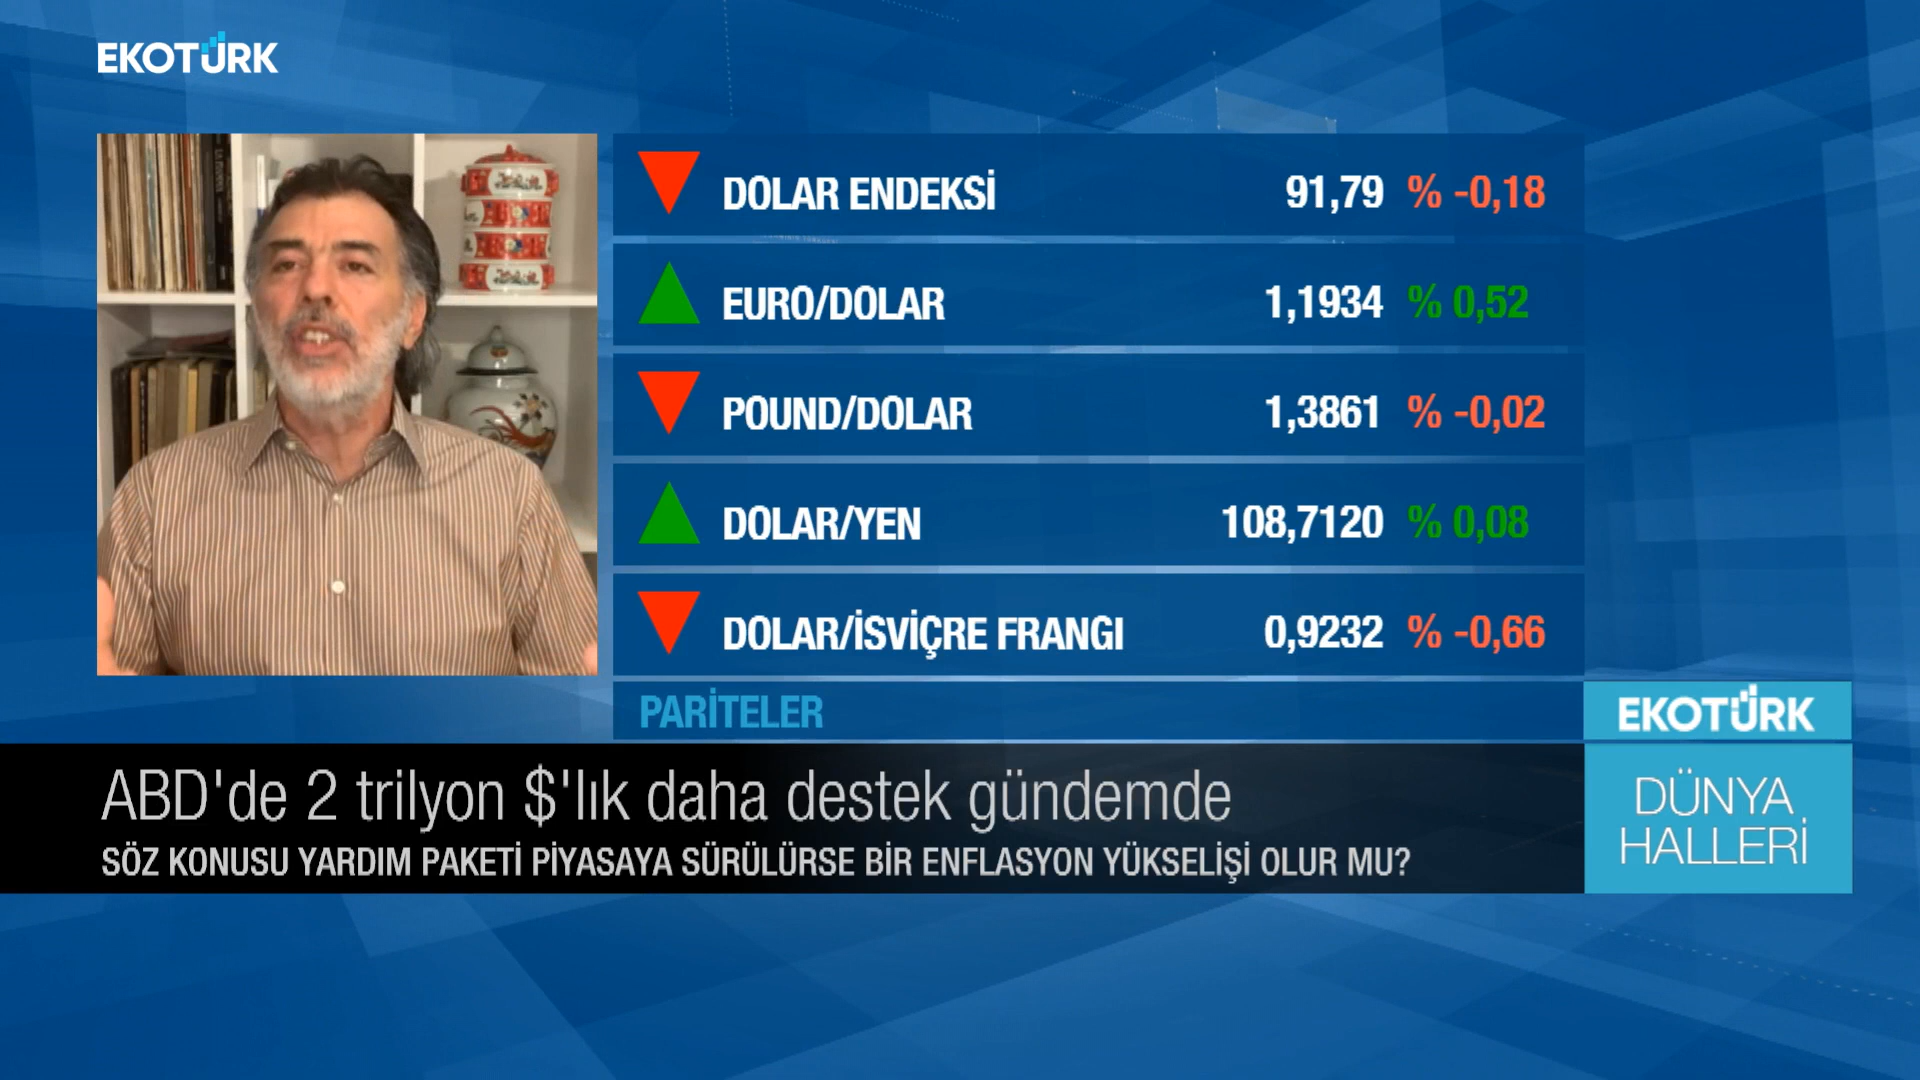 EKOTÜRK
DOLAR ENDEKSİ 91,79 % -0,18
EURO/DOLAR 1,1934 % 0,52
POUND/DOLAR 1,3861 % -0,02
DOLAR/YEN 108,7120 % 0,08
DOLAR/İSVİÇRE FRANGI 0,9232 % -0,66
PARİTELER
EKOTÜRK
ABD'de 2 trilyon $'lık daha destek gündemde
SÖZ KONUSU YARDIM PAKETİ PİYASAYA SÜRÜLÜRSE BİR ENFLASYON YÜKSELİŞİ OLUR MU?
DÜNYA
HALLERİ